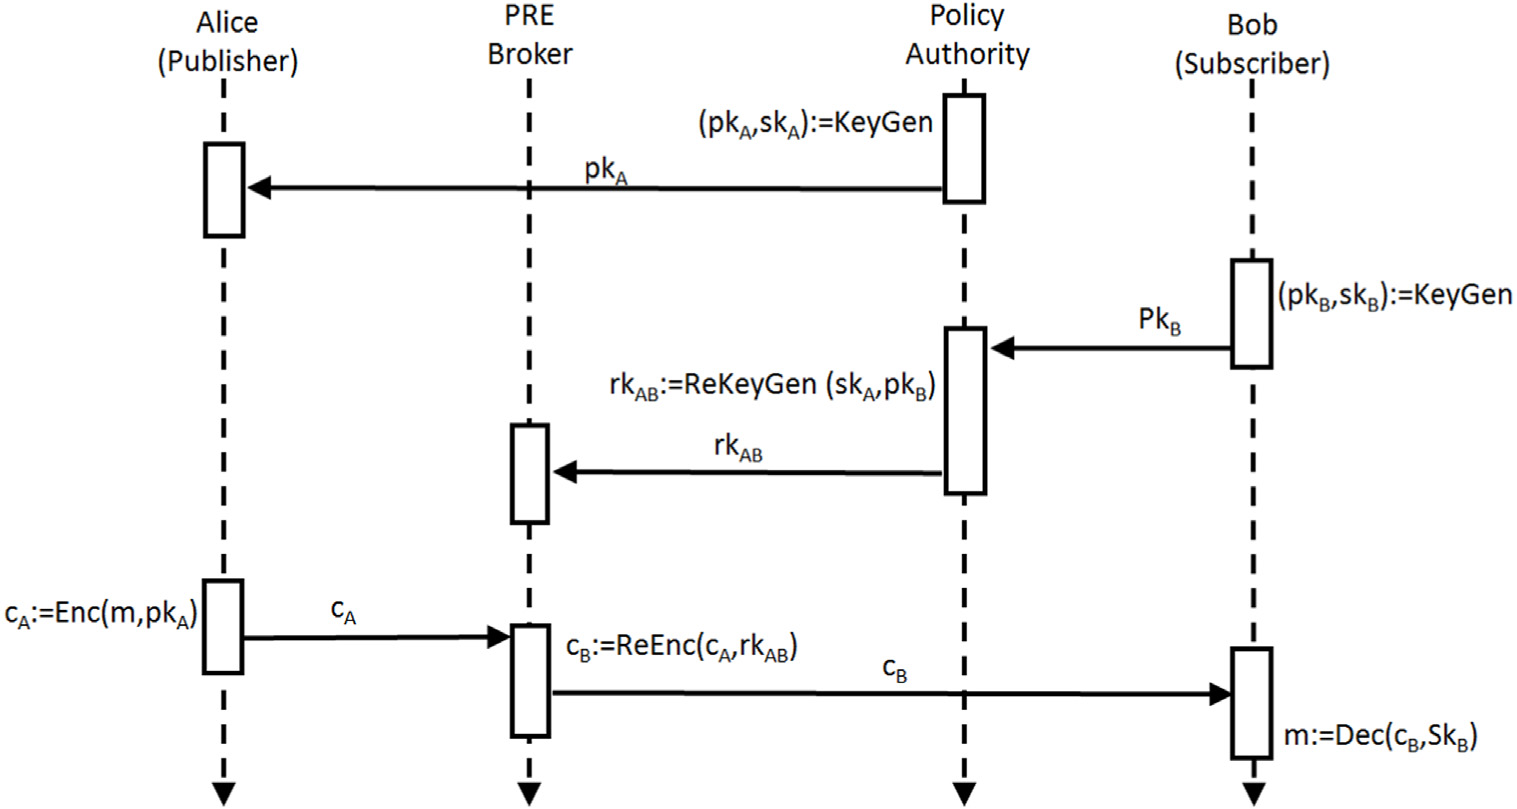 Alice
(Publisher)
PRE
Broker
Policy
Authority
Bob
(Subscriber)
(pkA,skA):=KeyGen
pkA
(pkB,skB):=KeyGen
PkB
rkAB:=ReKeyGen (skA,pkB)
rkAB
cA:=Enc(m,pkA)
cA
cB:=ReEnc(cA,rkAB)
cB
m:=Dec(cB,SkB)